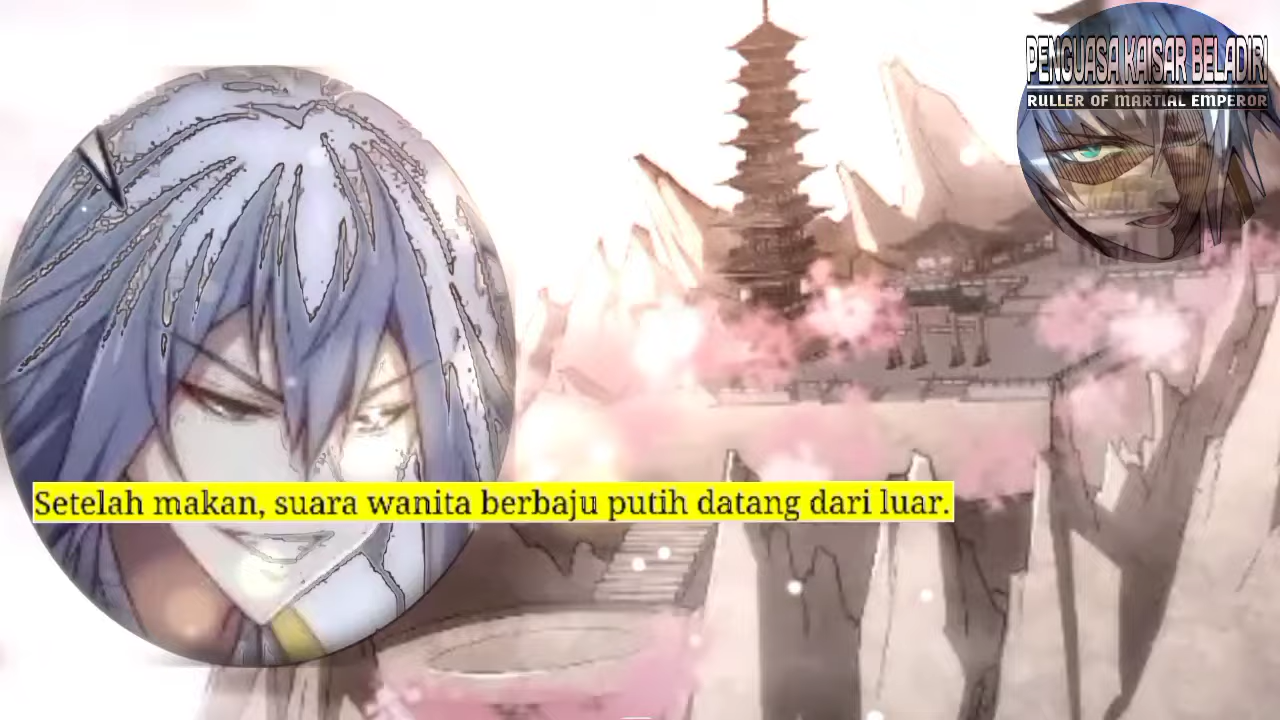 PENGUASA KAISAR BELADIRI
RULLER OF MARTIAL EMPEROR
Setelah makan, suara wanita berbaju putih datang dari luar.